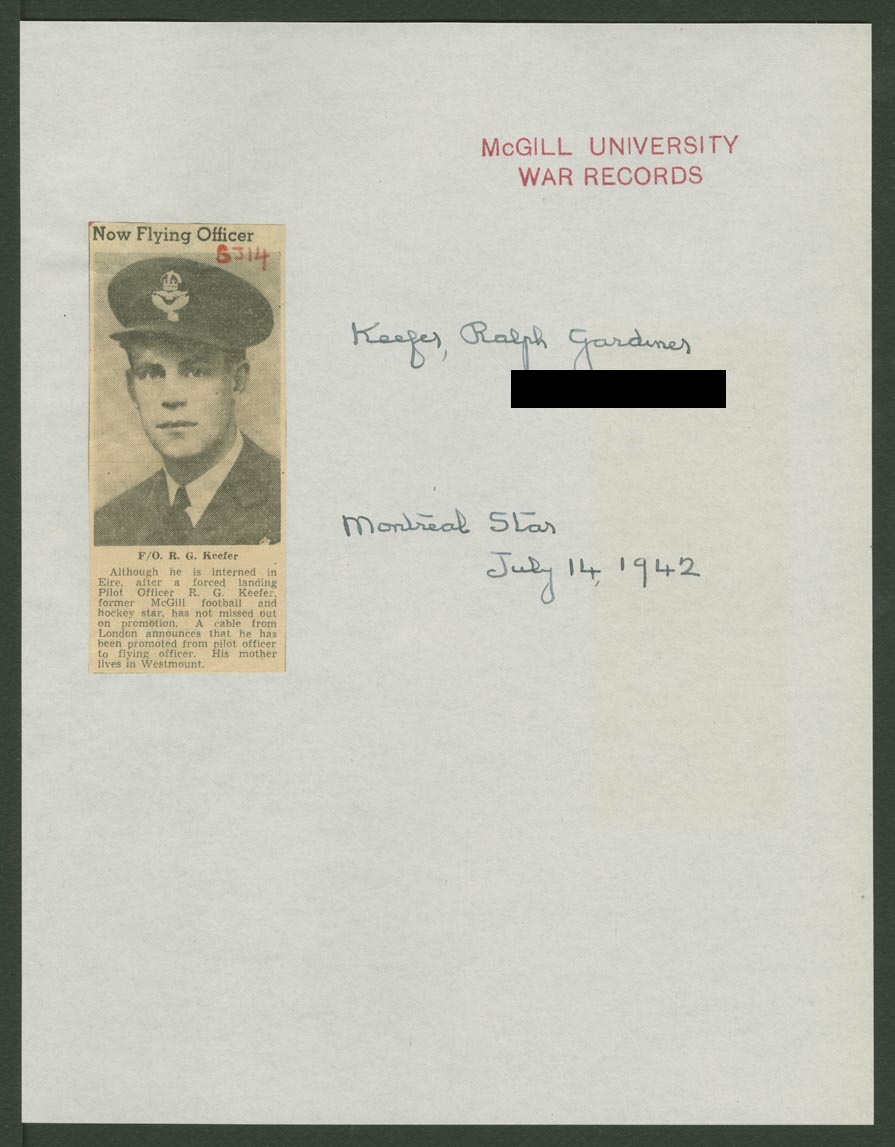 McGILL UNIVERSITY
WAR RECORDS
Now Flying Officer
BJ14
Keefer, Ralph Gardiner
Montreal Star
July 14, 1942
F/O. R. G. Keefer
Although he is interned in
Eire, after a forced landing
Pilot Officer R. G. Keefer,
former McGill football and
hockey star, has not missed out
on promotion. A cable from
London announces that he has
been promoted from pilot officer
to flying officer. His mother
lives in Westmount.